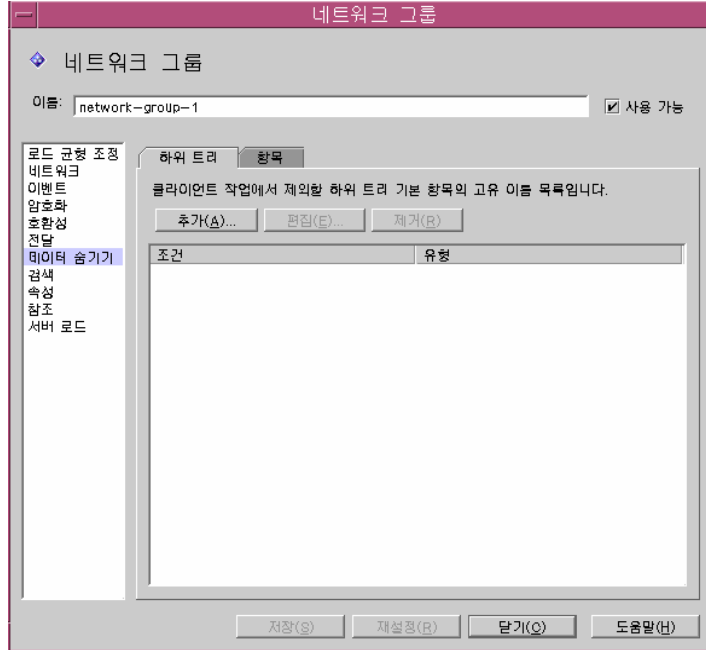 네트워크 그룹
네트워크 그룹
이름: network-group-1 사용 가능
로드 균형 조정
네트워크
이벤트
암호화
호환성
전달
데이터 숨기기
검색
속성
참조
서버 로드
하위 트리 항목
클라이언트 작업에서 제외할 하위 트리 기본 항목의 고유 이름 목록입니다.
추가(A)... 편집(E)... 제거(R)
조건 유형
저장(S) 재설정(R) 닫기(O) 도움말(H)